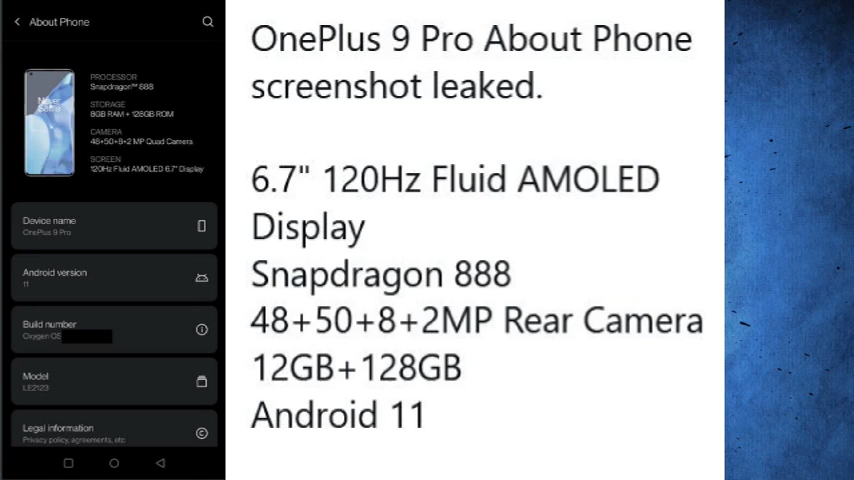 About Phone
PROCESSOR
Snapdragon™ 888
STORAGE
8GB RAM + 128GB ROM
CAMERA
48+50+8+2 MP Quad Camera
SCREEN
120Hz Fluid AMOLED 6.7" Display
Never
Settle
Device name
OnePlus 9 Pro
Android version
11
Build number
Oxygen OS
Model
LE2123
Legal information
Privacy policy, agreements, etc
OnePlus 9 Pro About Phone
screenshot leaked.
6.7" 120Hz Fluid AMOLED
Display
Snapdragon 888
48+50+8+2MP Rear Camera
12GB+128GB
Android 11